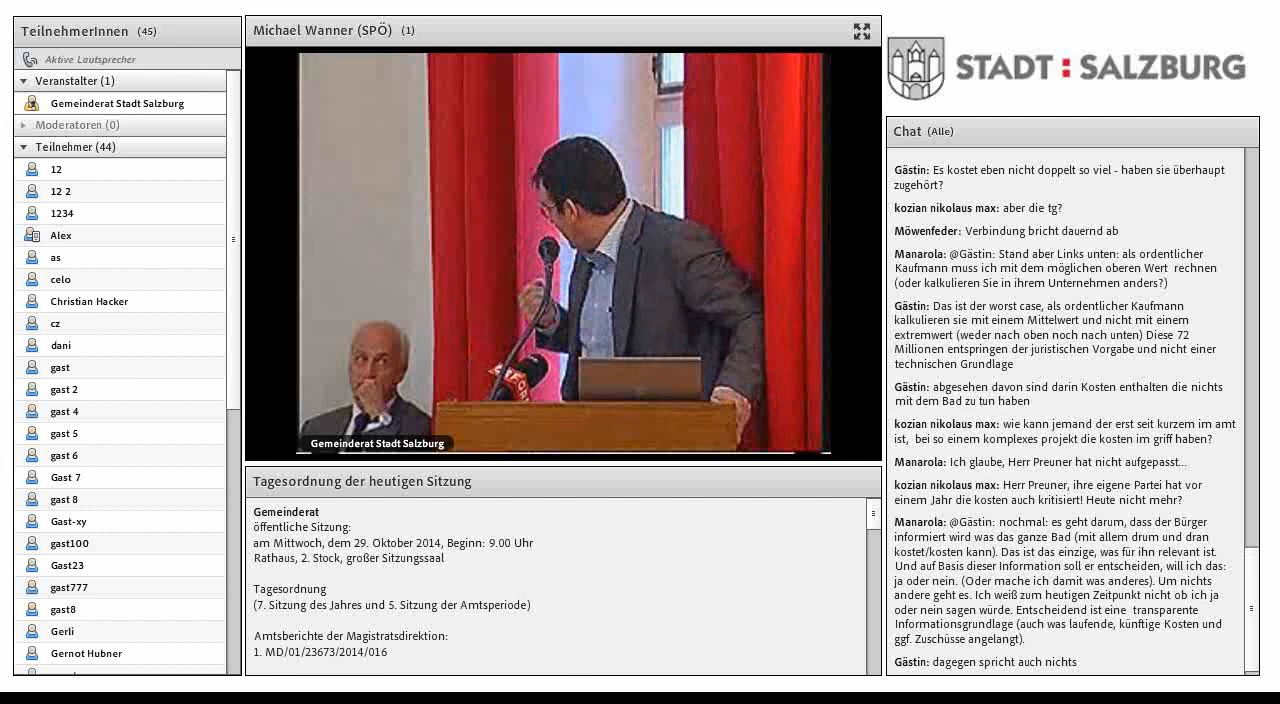 TeilnehmerInnen (45)
Aktive Lautsprecher
Veranstalter (1)
Gemeinderat Stadt Salzburg
Moderatoren (0)
Teilnehmer (44)
12
12 2
1234
Alex
as
celo
Christian Hacker
cz
dani
gast
gast 2
gast 4
gast 5
gast 6
Gast 7
gast 8
Gast-xy
gast100
Gast23
gast777
gast8
Gerli
Gernot Hubner
Michael Wanner (SPÖ) (1)
Gemeinderat Stadt Salzburg
Tagesordnung der heutigen Sitzung
Gemeinderat
öffentliche Sitzung:
am Mittwoch, dem 29. Oktober 2014, Beginn: 9.00 Uhr
Rathaus, 2. Stock, großer Sitzungssaal
Tagesordnung
(7. Sitzung des Jahres und 5. Sitzung der Amtsperiode)
Amtsberichte der Magistratsdirektion:
1. MD/01/23673/2014/016
STADT : SALZBURG
Chat (Alle)
Gästin: Es kostet eben nicht doppelt so viel - haben sie überhaupt
zugehört?
kozian nikolaus max: aber die tg?
Möwenfeder: Verbindung bricht dauernd ab
Manarola: @Gästin: Stand aber Links unten: als ordentlicher
Kaufmann muss ich mit dem möglichen oberen Wert rechnen
(oder kalkulieren Sie in ihrem Unternehmen anders?)
Gästin: Das ist der worst case, als ordentlicher Kaufmann
kalkulieren sie mit einem Mittelwert und nicht mit einem
extremwert (weder nach oben noch nach unten) Diese 72
Millionen entspringen der juristischen Vorgabe und nicht einer
technischen Grundlage
Gästin: abgesehen davon sind darin Kosten enthalten die nichts
mit dem Bad zu tun haben
kozian nikolaus max: wie kann jemand der erst seit kurzem im amt
ist, bei so einem komplexes projekt die kosten im griff haben?
Manarola: Ich glaube, Herr Preuner hat nicht aufgepasst...
kozian nikolaus max: Herr Preuner, ihre eigene Partei hat vor
einem Jahr die kosten auch kritisiert! Heute nicht mehr?
Manarola: @Gästin: nochmal: es geht darum, dass der Bürger
informiert wird was das ganze Bad (mit allem drum und dran
kostet/kosten kann). Das ist das einzige, was für ihn relevant ist.
Und auf Basis dieser Information soll er entscheiden, will ich das:
ja oder nein. (Oder mache ich damit was anderes). Um nichts
andere geht es. Ich weiß zum heutigen Zeitpunkt nicht ob ich ja
oder nein sagen würde. Entscheidend ist eine transparente
Informationsgrundlage (auch was laufende, künftige Kosten und
ggf. Zuschüsse angelangt).
Gästin: dagegen spricht auch nichts